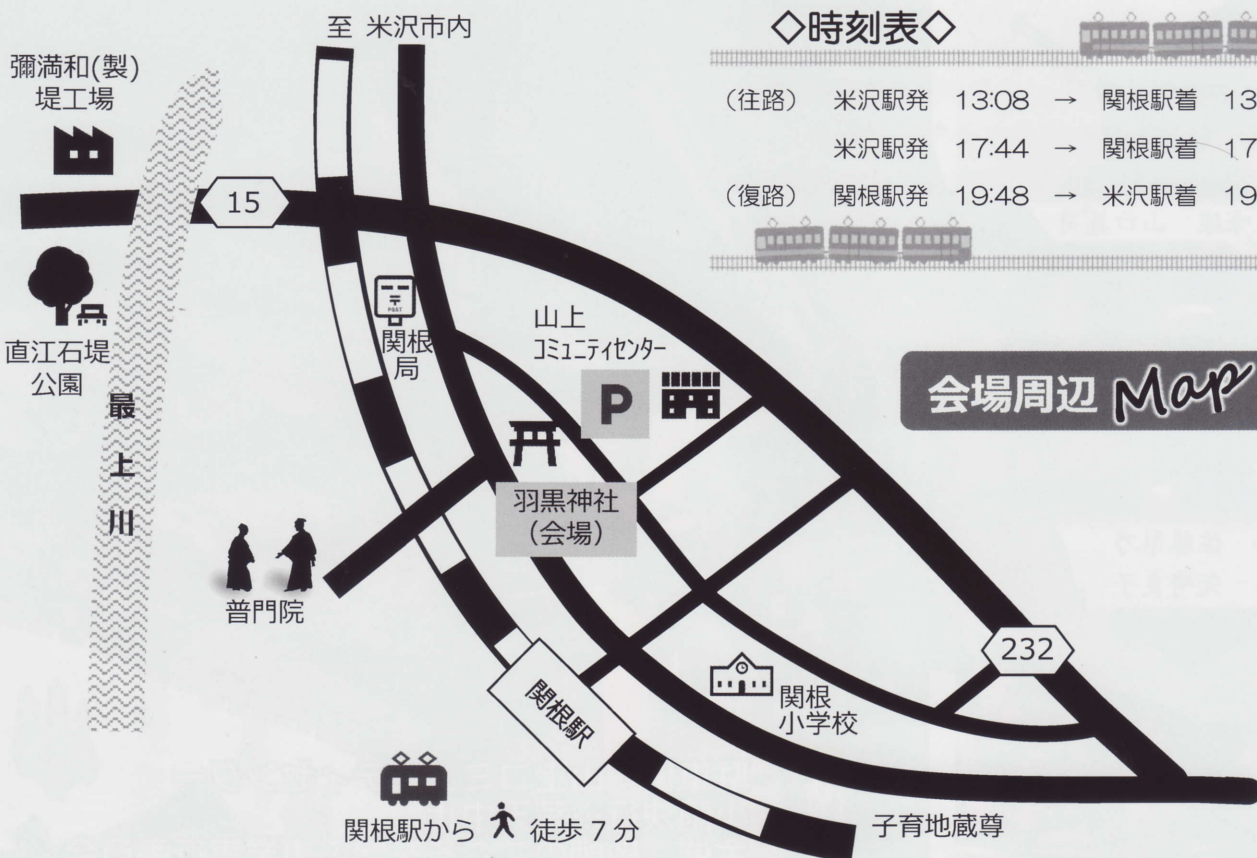 至 米沢市内
◇時刻表◇
(往路) 米沢駅発 13:08 → 関根駅着 13
米沢駅発 17:44 → 関根駅着 17
(復路) 関根駅発 19:48 → 米沢駅着 19
彌満和(製)
堤工場
15
直江石堤
公園
最上川
POST
関根
局
山上
コミュニティセンター
P
会場周辺 Map
羽黒神社
(会場)
普門院
232
関根
小学校
関根駅
関根駅から 徒歩7分
子育地蔵尊